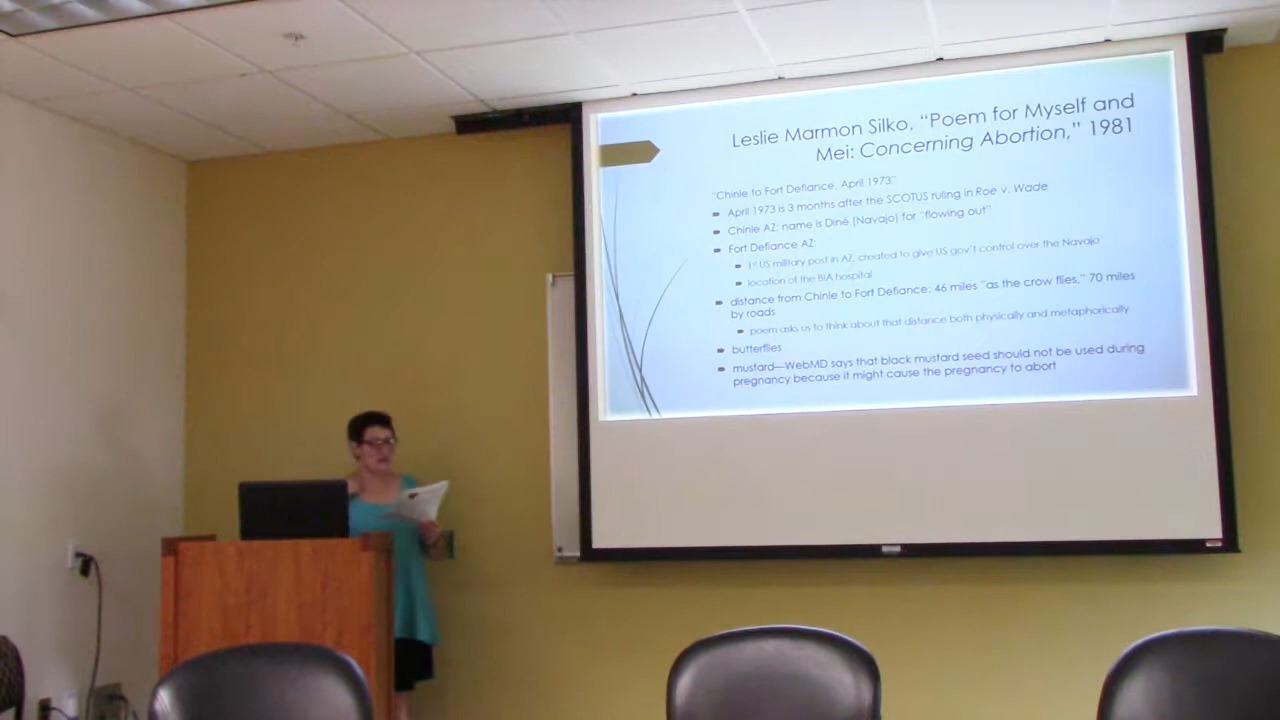 Leslie Marmon Silko, “Poem for Myself and
Mei: Concerning Abortion,” 1981
“Chinle to Fort Defiance, April 1973”
April 1973 is 3 months after the SCOTUS ruling in Roe v. Wade
Chinle AZ: name is Diné (Navajo) for “flowing out”
Fort Defiance AZ:
1st US military post in AZ, created to give US gov’t control over the Navajo
location of the BIA hospital
distance from Chinle to Fort Defiance: 46 miles “as the crow flies,” 70 miles
by roads
poem asks us to think about that distance both physically and metaphorically
butterflies
mustard—WebMD says that black mustard seed should not be used during
pregnancy because it might cause the pregnancy to abort